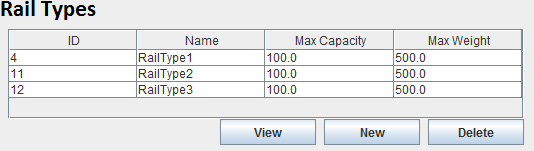 Rail Types
ID Name Max Capacity Max Weight
4 RailType1 100.0 500.0
11 RailType2 100.0 500.0
12 RailType3 100.0 500.0
View New Delete